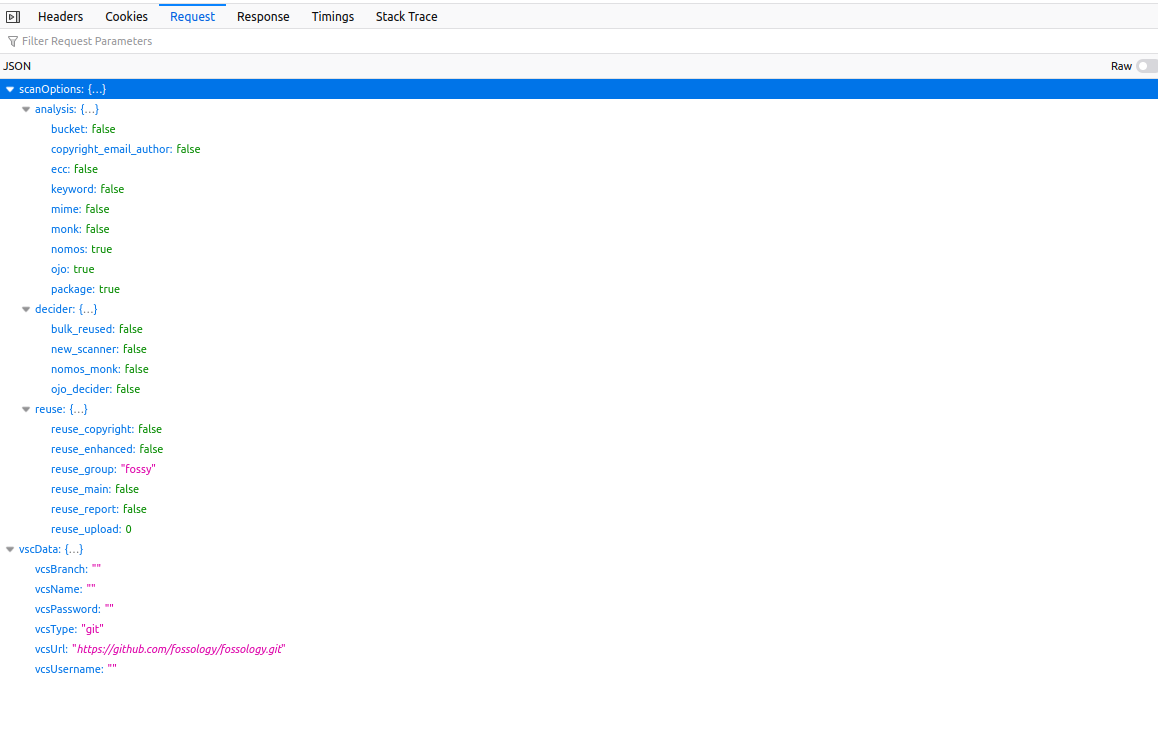 Headers Cookies Request Response Timings Stack Trace
Filter Request Parameters
JSON Raw
scanOptions: {…}
analysis: {…}
bucket: false
copyright_email_author: false
ecc: false
keyword: false
mime: false
monk: false
nomos: true
ojo: true
package: true
decider: {…}
bulk_reused: false
new_scanner: false
nomos_monk: false
ojo_decider: false
reuse: {…}
reuse_copyright: false
reuse_enhanced: false
reuse_group: "fossy"
reuse_main: false
reuse_report: false
reuse_upload: 0
vscData: {…}
vcsBranch: ""
vcsName: ""
vcsPassword: ""
vcsType: "git"
vcsUrl: "https://github.com/fossology/fossology.git"
vcsUsername: ""